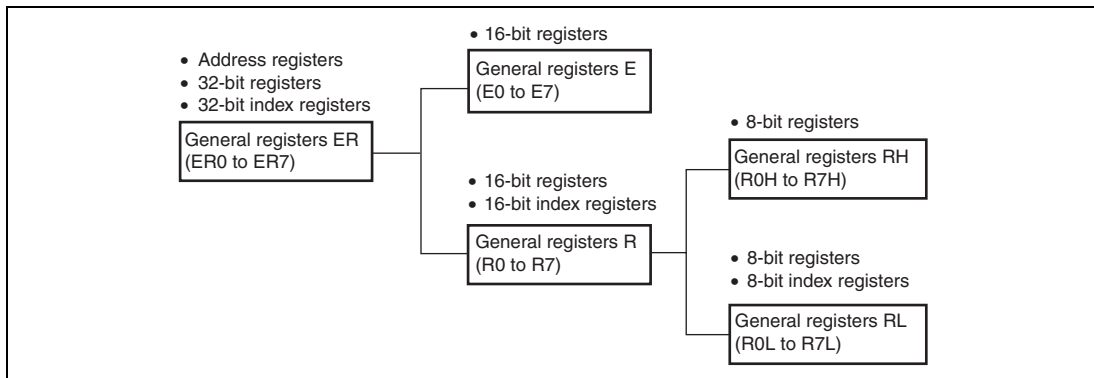 • Address registers
• 32-bit registers
• 32-bit index registers
General registers ER
(ER0 to ER7)
• 16-bit registers
General registers E
(E0 to E7)
• 16-bit registers
• 16-bit index registers
General registers R
(R0 to R7)
• 8-bit registers
General registers RH
(R0H to R7H)
• 8-bit registers
• 8-bit index registers
General registers RL
(R0L to R7L)